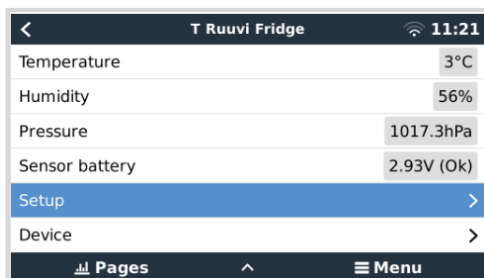 T Ruuvi Fridge 11:21
Temperature 3°C
Humidity 56%
Pressure 1017.3hPa
Sensor battery 2.93V (Ok)
Setup
Device
Pages Menu